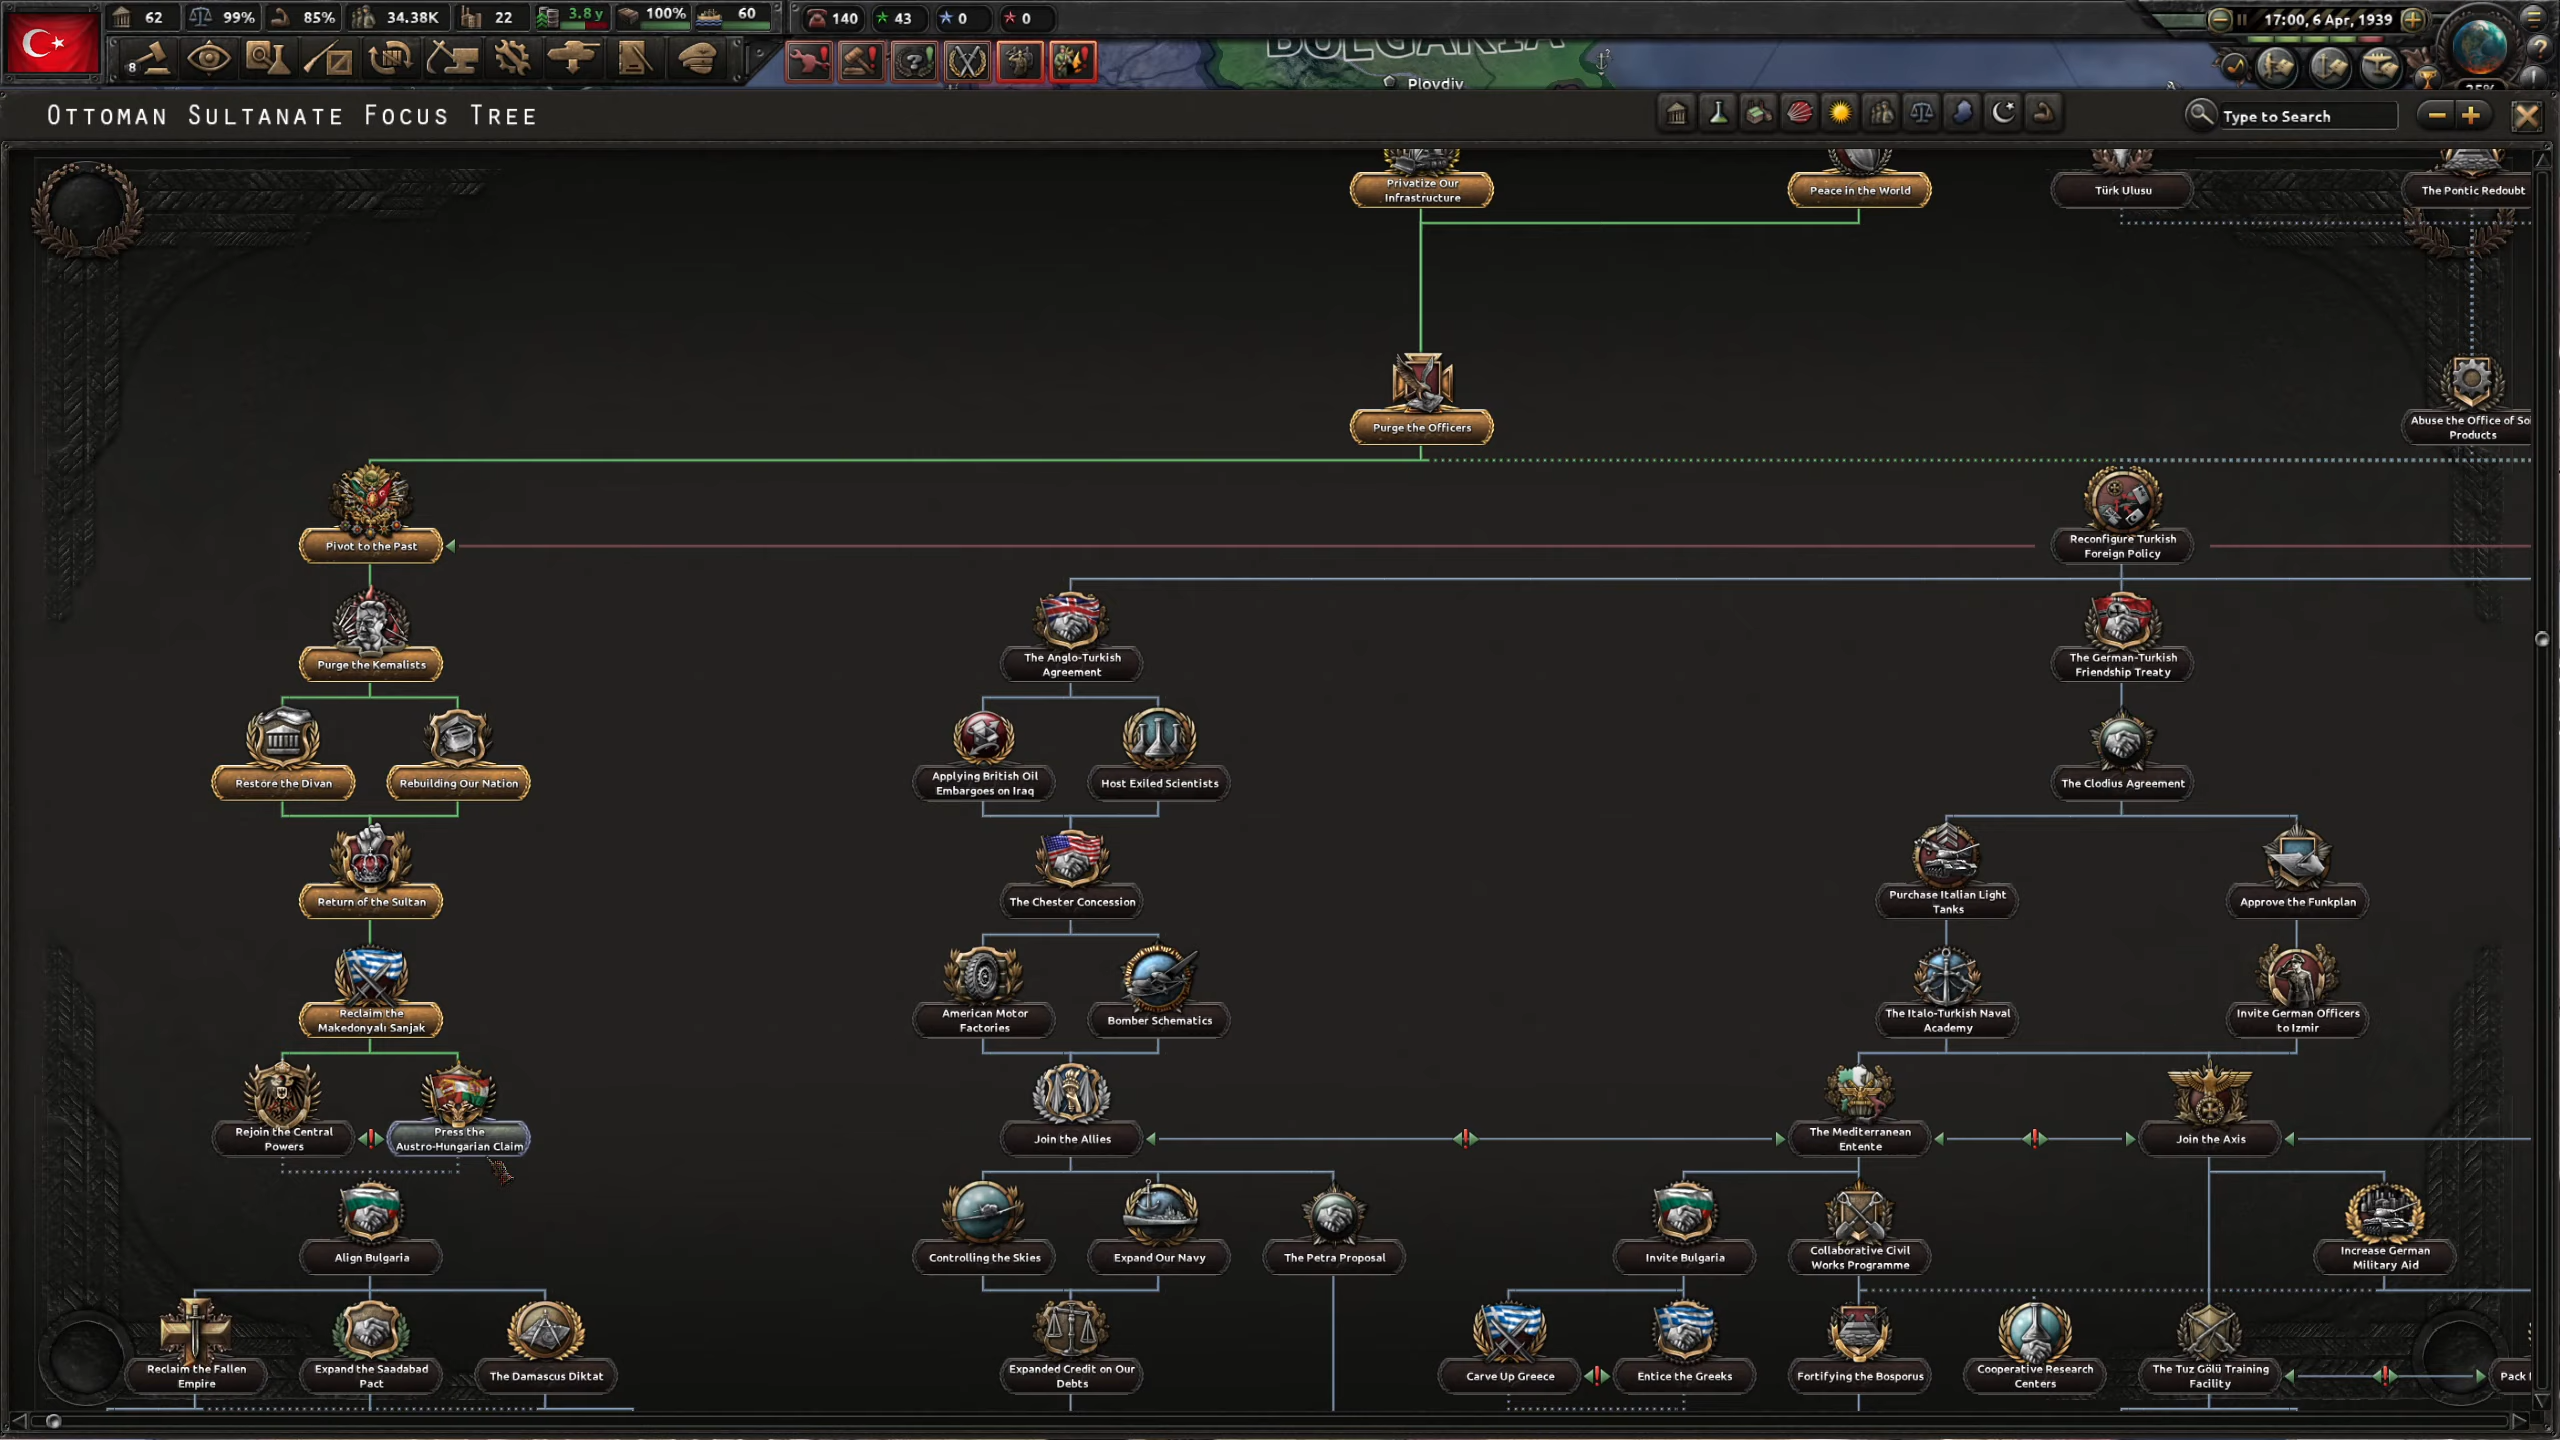 62
99%
85%
34.38K
22
3.8 y
100%
60
140
43
0
0
17:00, 6 Apr, 1939
8
BULGARIA
Plovdiv
OTTOMAN SULTANATE FOCUS TREE
Type to Search
Privatize Our
Infrastructure
Peace in the World
Türk Ulusu
The Pontic Redoubt
Purge the Officers
Abuse the Office of So
Products
Pivot to the Past
Reconfigure Turkish
Foreign Policy
Purge the Kemalists
The Anglo-Turkish
Agreement
The German-Turkish
Friendship Treaty
Restore the Divan
Rebuilding Our Nation
Applying British Oil
Embargoes on Iraq
Host Exiled Scientists
The Clodius Agreement
Return of the Sultan
The Chester Concession
Purchase Italian Light
Tanks
Approve the Funkplan
Reclaim the
Makedonyalı Sanjak
American Motor
Factories
Bomber Schematics
The Italo-Turkish Naval
Academy
Invite German Officers
to Izmir
Rejoin the Central
Powers
Press the
Austro-Hungarian Claim
Join the Allies
The Mediterranean
Entente
Join the Axis
Align Bulgaria
Controlling the Skies
Expand Our Navy
The Petra Proposal
Invite Bulgaria
Collaborative Civil
Works Programme
Increase German
Military Aid
Reclaim the Fallen
Empire
Expand the Saadabad
Pact
The Damascus Diktat
Expanded Credit on Our
Debts
Carve Up Greece
Entice the Greeks
Fortifying the Bosporus
Cooperative Research
Centers
The Tuz Gölü Training
Facility
Pack